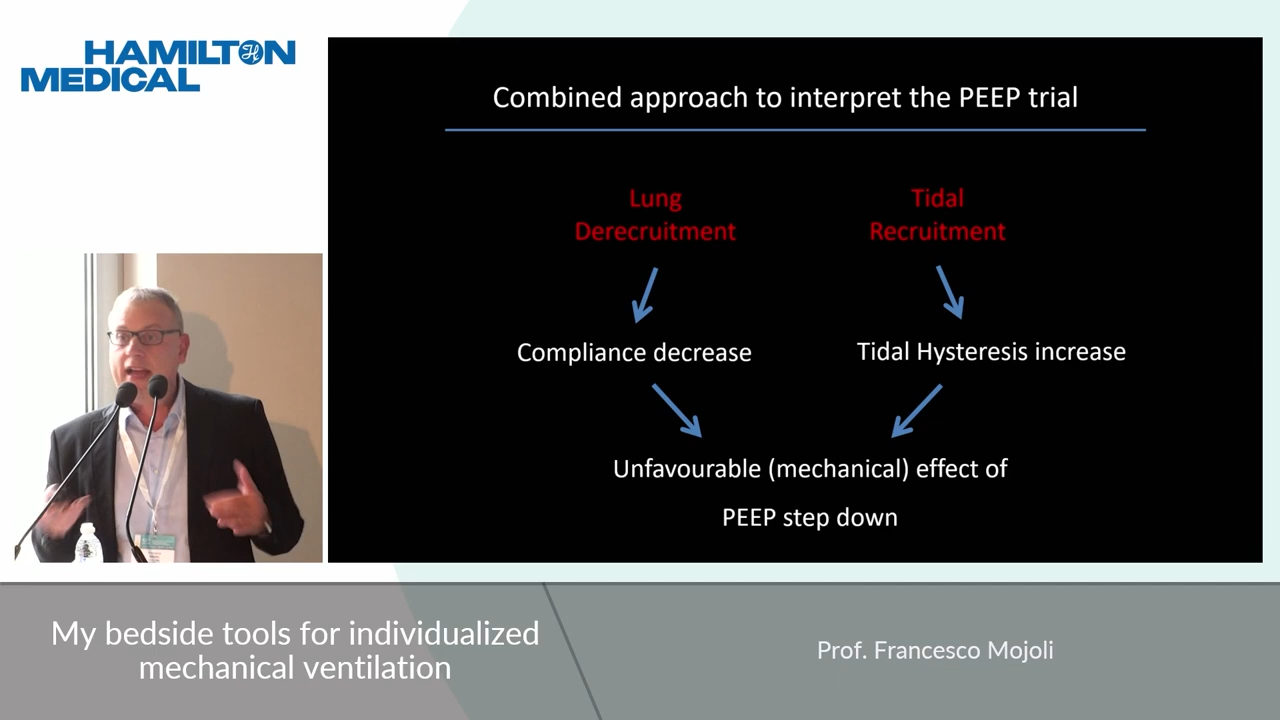 HAMILTON
MEDICAL
Combined approach to interpret the PEEP trial
Lung
Derecruitment
Tidal
Recruitment
Compliance decrease
Tidal Hysteresis increase
Unfavourable (mechanical) effect of
PEEP step down
My bedside tools for individualized
mechanical ventilation
Prof. Francesco Mojoli